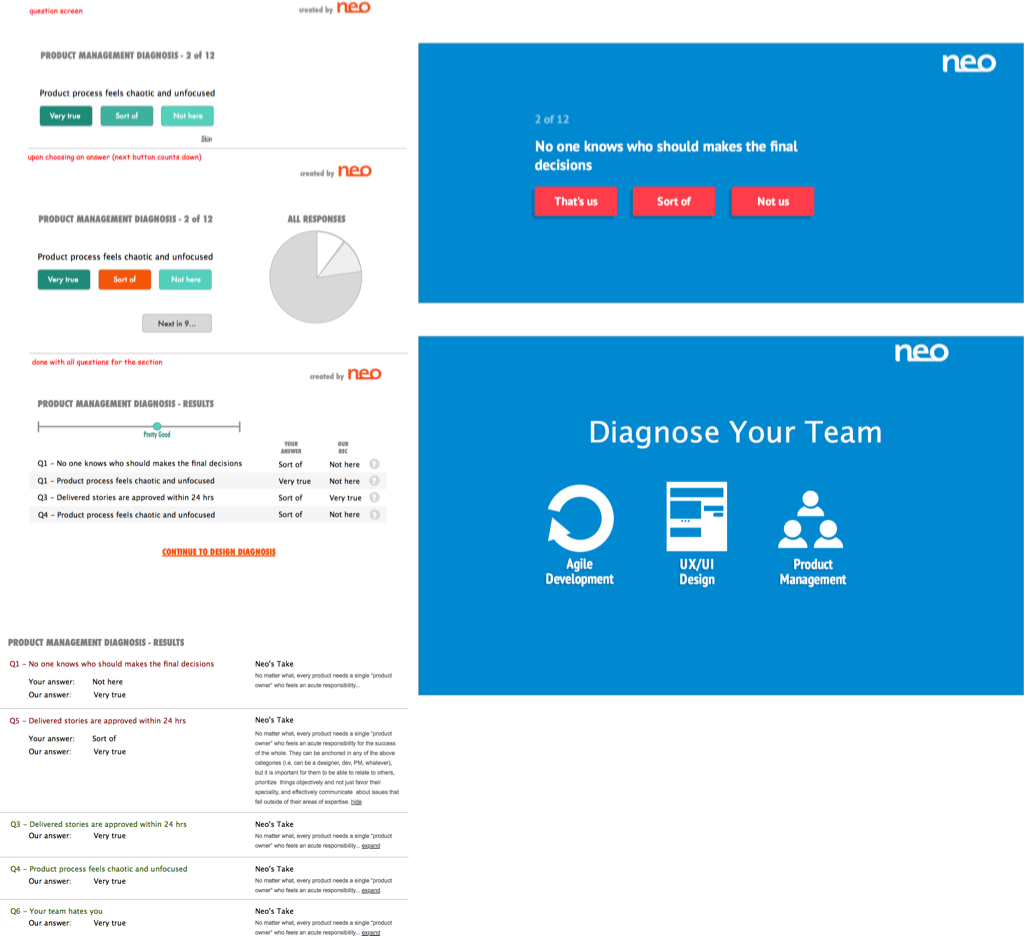 question screen
created by neo
PRODUCT MANAGEMENT DIAGNOSIS - 2 of 12
Product process feels chaotic and unfocused
Very true
Sort of
Not here
Skip
upon choosing an answer (next button counts down)
created by neo
PRODUCT MANAGEMENT DIAGNOSIS - 2 of 12
ALL RESPONSES
Product process feels chaotic and unfocused
Very true
Sort of
Not here
Next in 9...
done with all questions for the section
created by neo
PRODUCT MANAGEMENT DIAGNOSIS - RESULTS
Pretty Good
YOUR
ANSWER
OUR
REC
Q1 - No one knows who should makes the final decisions Sort of Not here ?
Q1 - Product process feels chaotic and unfocused Very true Not here ?
Q3 - Delivered stories are approved within 24 hrs Sort of Very true ?
Q4 - Product process feels chaotic and unfocused Sort of Not here ?
CONTINUE TO DESIGN DIAGNOSIS
PRODUCT MANAGEMENT DIAGNOSIS - RESULTS
Q1 - No one knows who should makes the final decisions
Your answer: Not here
Our answer: Very true
Neo's Take
No matter what, every product needs a single "product
owner" who feels an acute responsibility...
Q5 - Delivered stories are approved within 24 hrs
Your answer: Sort of
Our answer: Very true
Neo's Take
No matter what, every product needs a single "product
owner" who feels an acute responsibility for the success
of the whole. They can be anchored in any of the above
categories (i.e. can be a designer, dev, PM, whatever),
but it is important for them to be able to relate to others,
prioritize things objectively and not just favor their
specialty, and effectively communicate about issues that
fall outside of their areas of expertise. hide
Q3 - Delivered stories are approved within 24 hrs
Our answer: Very true
Neo's Take
No matter what, every product needs a single "product
owner" who feels an acute responsibility... expand
Q4 - Product process feels chaotic and unfocused
Our answer: Very true
Neo's Take
No matter what, every product needs a single "product
owner" who feels an acute responsibility... expand
Q6 - Your team hates you
Our answer: Very true
Neo's Take
No matter what, every product needs a single "product
owner" who feels an acute responsibility... expand
neo
2 of 12
No one knows who should makes the final
decisions
That's us
Sort of
Not us
neo
Diagnose Your Team
Agile
Development
UX/UI
Design
Product
Management